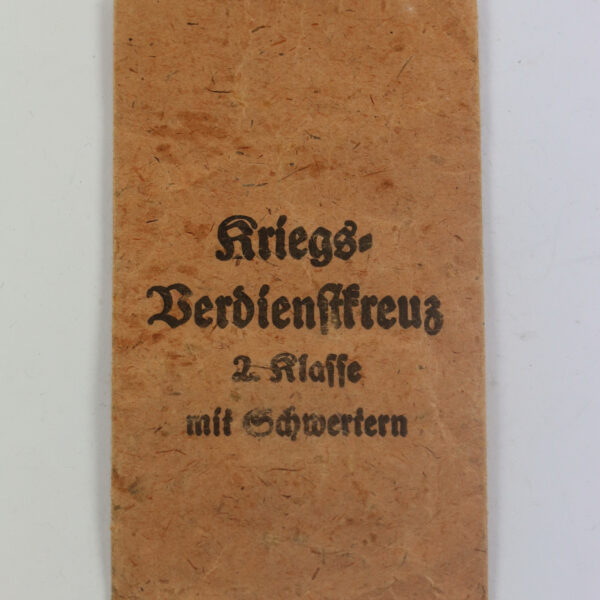 Kriegs-
Verdienstkreuz
2. Klasse
mit Schwertern